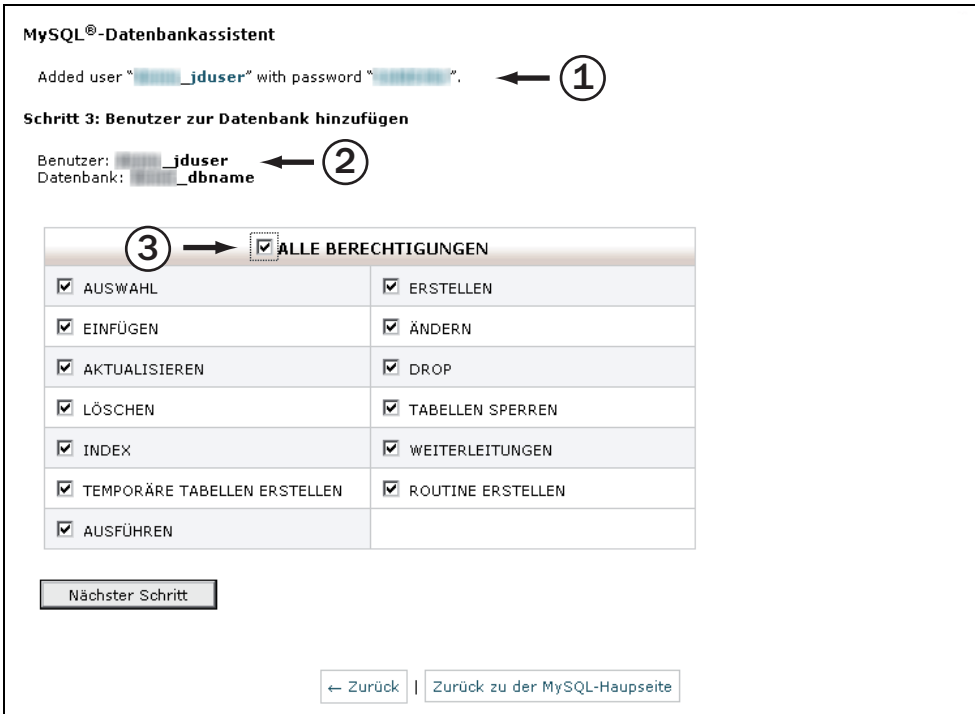 MySQL®-Datenbankassistent
Added user "_jduser" with password "".
1
Schritt 3: Benutzer zur Datenbank hinzufügen
Benutzer: _jduser
2
Datenbank: _dbname
3
ALLE BERECHTIGUNGEN
AUSWAHL
ERSTELLEN
EINFÜGEN
ÄNDERN
AKTUALISIEREN
DROP
LÖSCHEN
TABELLEN SPERREN
INDEX
WEITERLEITUNGEN
TEMPORÄRE TABELLEN ERSTELLEN
ROUTINE ERSTELLEN
AUSFÜHREN
Nächster Schritt
← Zurück | Zurück zu der MySQL-Haupseite